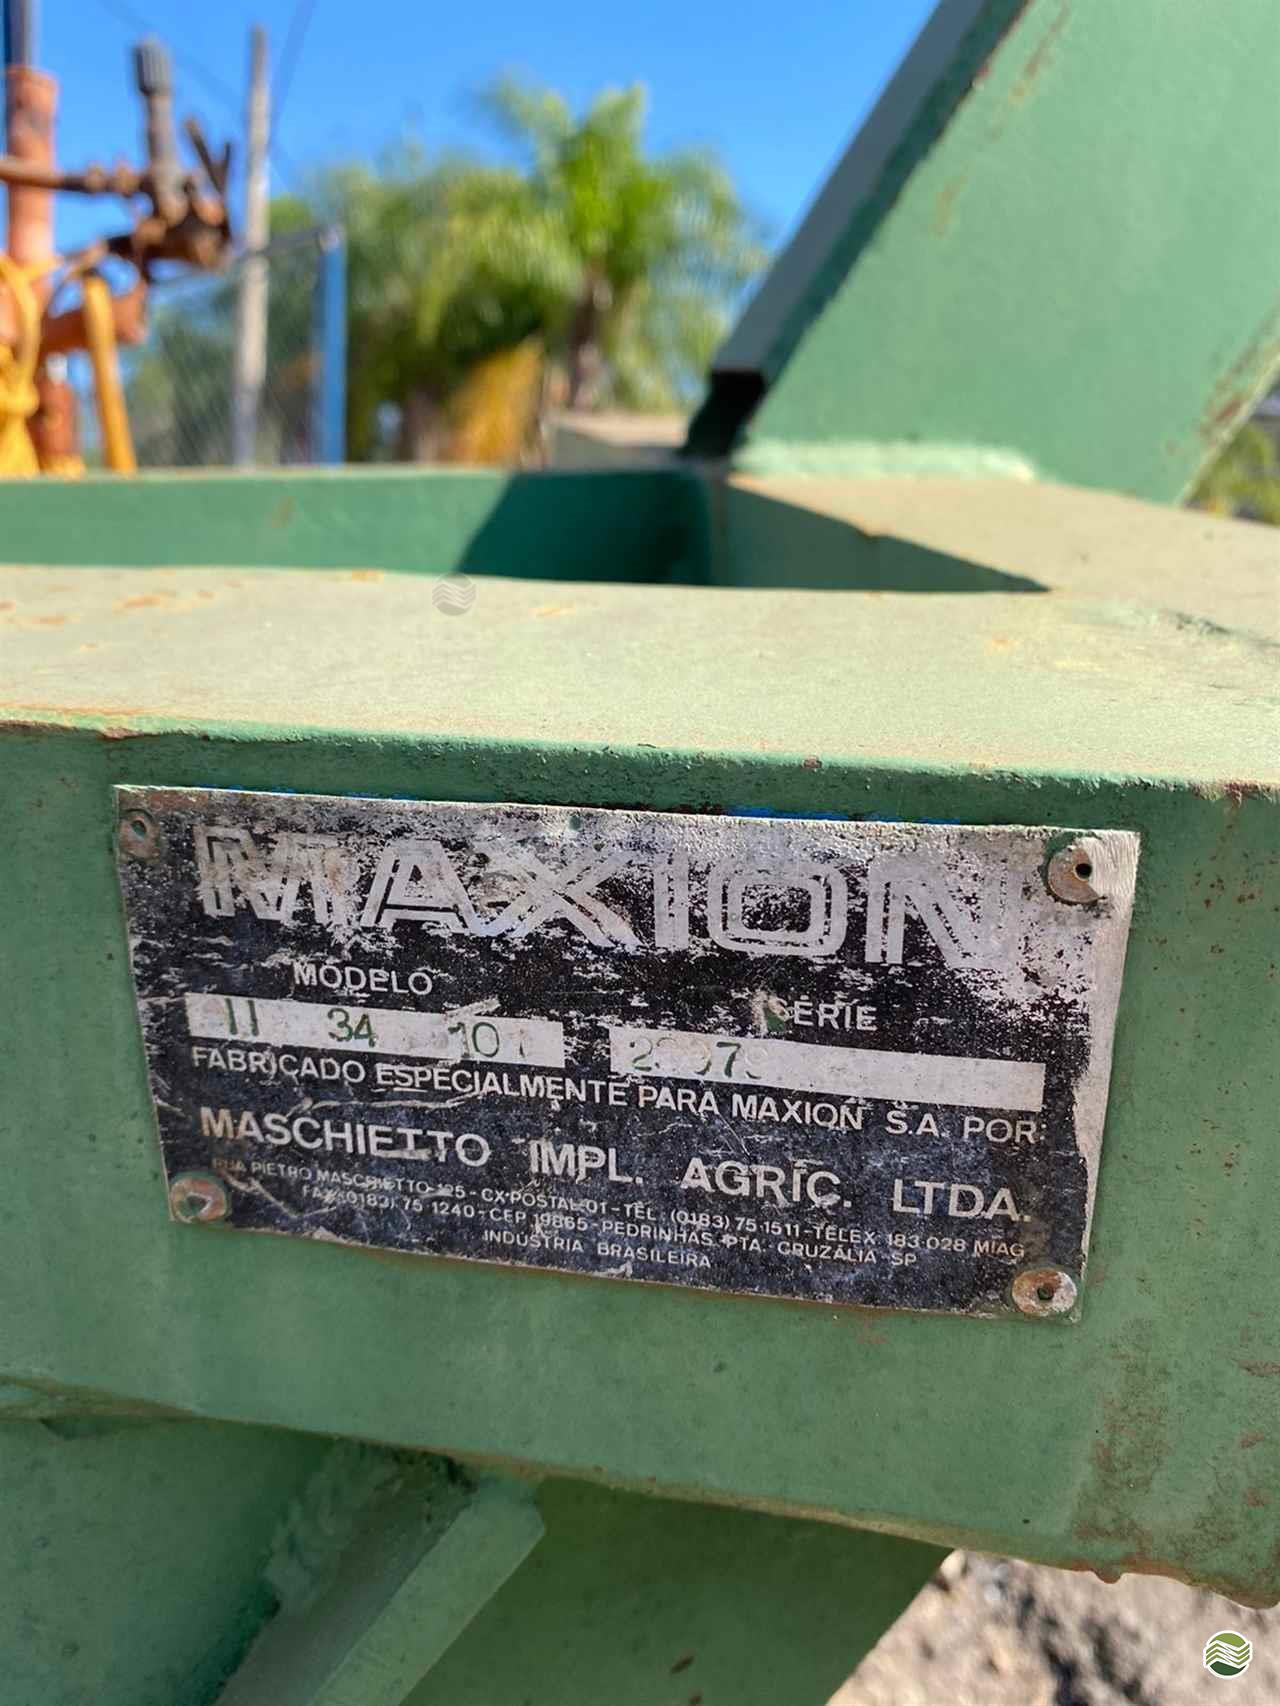 MAXION
MODELO SÉRIE
11 34 10
FABRICADO ESPECIALMENTE PARA MAXION S.A. POR:
MASCHIETTO IMPL. AGRIC. LTDA.
RUA PIETRO MASCHIETTO 125 - CX POSTAL 01 - TEL. (0183) 75 1511 - TELEX 183 028 MIAG
FAX (0183) 75 1240 - CEP 19865 - PEDRINHAS PTA - CRUZÁLIA SP
INDÚSTRIA BRASILEIRA